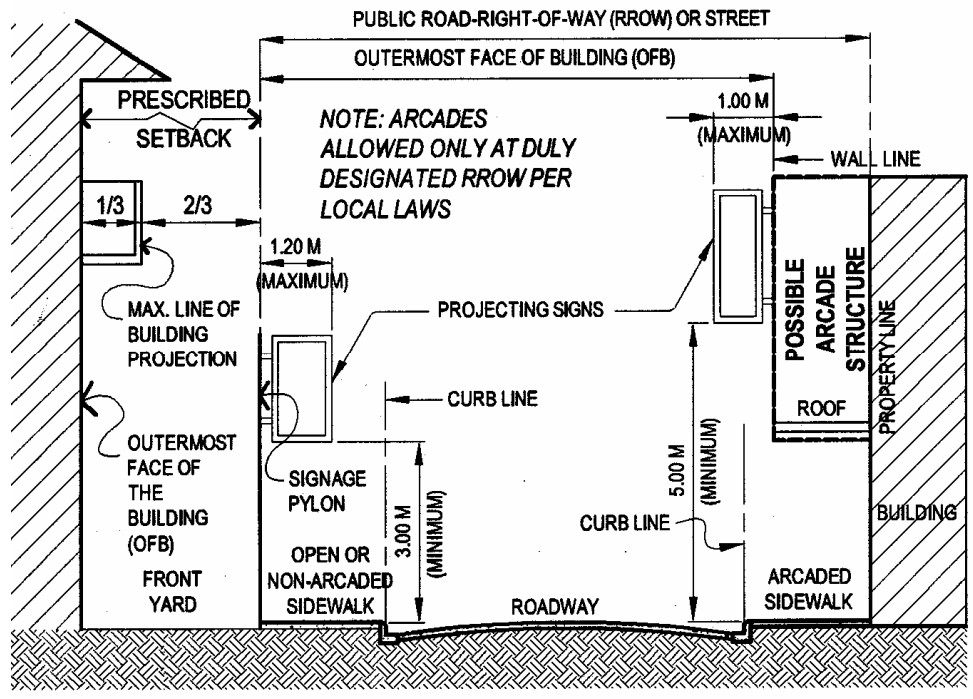 PUBLIC ROAD-RIGHT-OF-WAY (RROW) OR STREET
OUTERMOST FACE OF BUILDING (OFB)
PRESCRIBED
SETBACK
NOTE: ARCADES
ALLOWED ONLY AT DULY
DESIGNATED RROW PER
LOCAL LAWS
1.00 M
(MAXIMUM)
WALL LINE
1/3
2/3
1.20 M
(MAXIMUM)
MAX. LINE OF
BUILDING
PROJECTION
PROJECTING SIGNS
POSSIBLE
ARCADE
STRUCTURE
PROPERTY LINE
CURB LINE
ROOF
OUTERMOST
FACE OF
THE
BUILDING
(OFB)
SIGNAGE
PYLON
3.00 M
(MINIMUM)
5.00 M
(MINIMUM)
CURB LINE
BUILDING
FRONT
YARD
OPEN OR
NON-ARCADED
SIDEWALK
ROADWAY
ARCADED
SIDEWALK